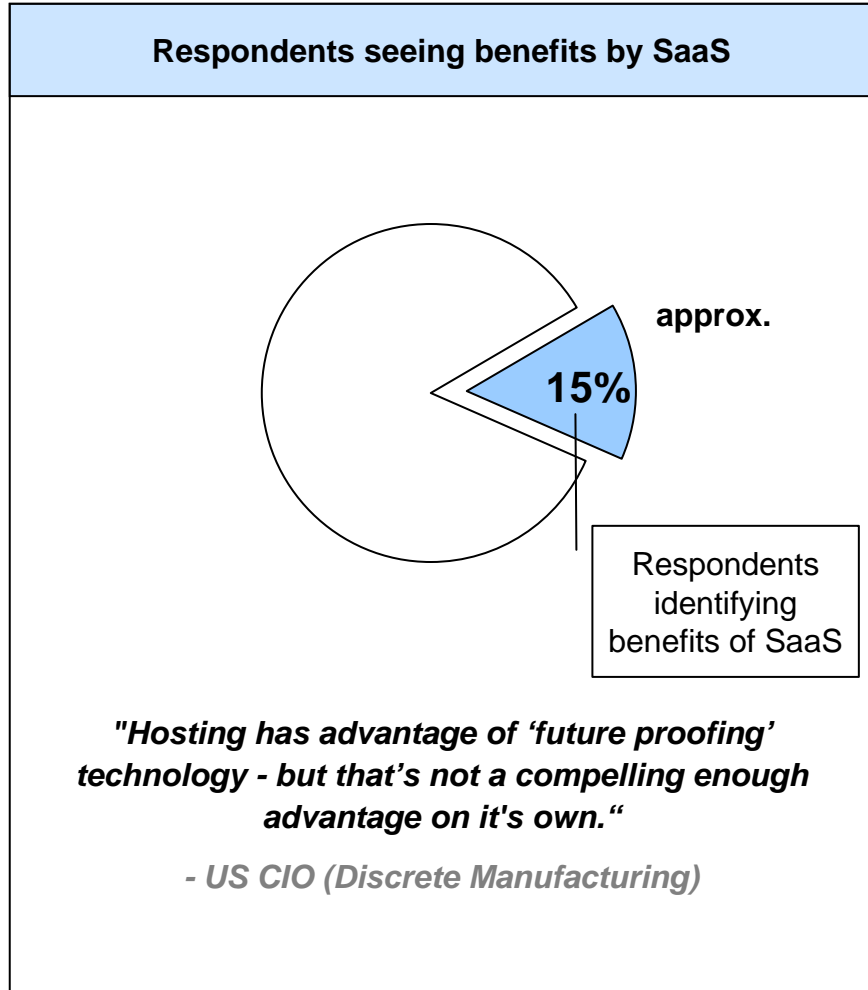 Respondents seeing benefits by SaaS
approx.
15%
Respondents
identifying
benefits of SaaS
"Hosting has advantage of ‘future proofing’
technology - but that’s not a compelling enough
advantage on it's own.“
- US CIO (Discrete Manufacturing)